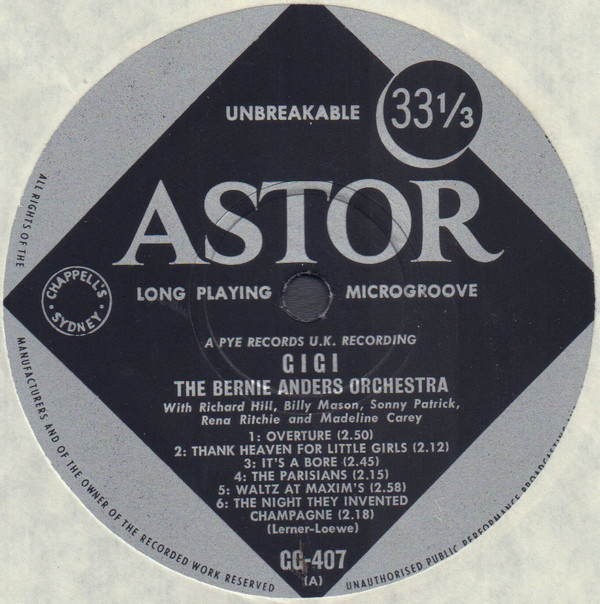 UNBREAKABLE
33 1/3
ASTOR
LONG PLAYING MICROGROOVE
CHAPPELL'S
SYDNEY
A PYE RECORDS U.K. RECORDING
GIGI
THE BERNIE ANDERS ORCHESTRA
With Richard Hill, Billy Mason, Sonny Patrick,
Rena Ritchie and Madeline Carey
1: OVERTURE (2.50)
2: THANK HEAVEN FOR LITTLE GIRLS (2.12)
3: IT'S A BORE (2.45)
4: THE PARISIANS (2.15)
5: WALTZ AT MAXIM'S (2.58)
6: THE NIGHT THEY INVENTED
CHAMPAGNE (2.18)
(Lerner-Loewe)
GG-407
(A)
ALL RIGHTS OF THE
MANUFACTURERS AND OF THE OWNER OF THE RECORDED WORK RESERVED
UNAUTHORISED PUBLIC PERFORMANCE BROADCASTING